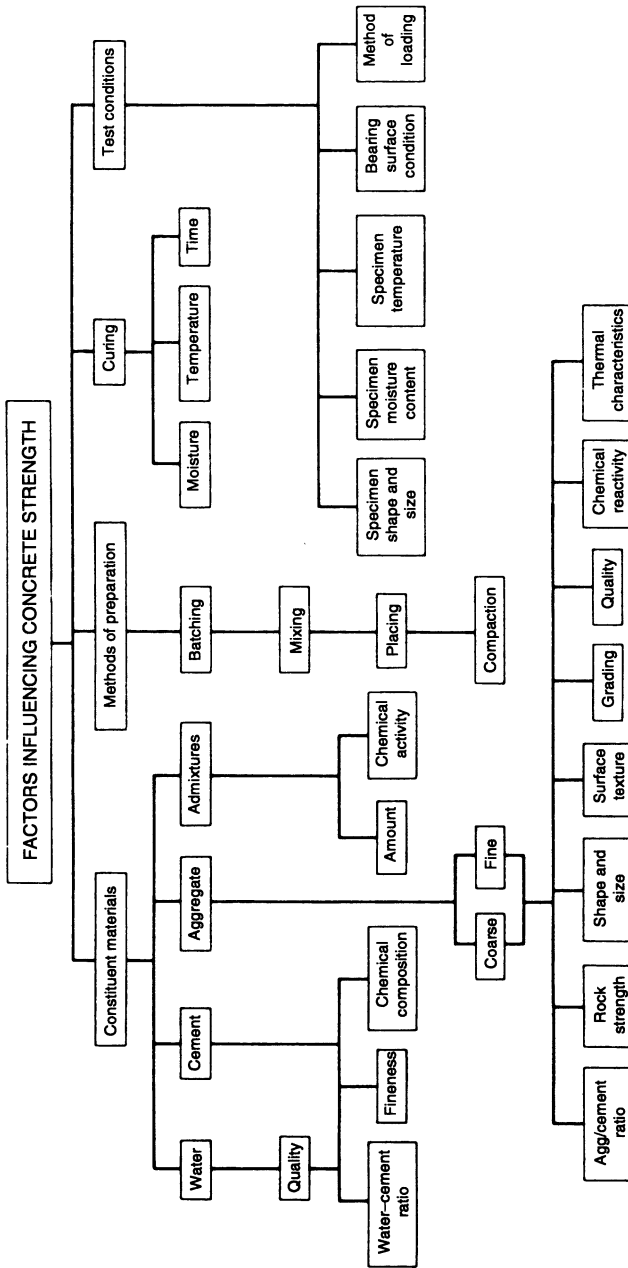 FACTORS INFLUENCING CONCRETE STRENGTH
Constituent materials
Methods of preparation
Curing
Test conditions
Water
Cement
Aggregate
Admixtures
Batching
Moisture
Temperature
Time
Quality
Mixing
Water–cement
ratio
Fineness
Chemical
composition
Amount
Chemical
activity
Placing
Specimen
shape and
size
Specimen
moisture
content
Specimen
temperature
Bearing
surface
condition
Method
of
loading
Coarse
Fine
Compaction
Agg/cement
ratio
Rock
strength
Shape and
size
Surface
texture
Grading
Quality
Chemical
reactivity
Thermal
characteristics